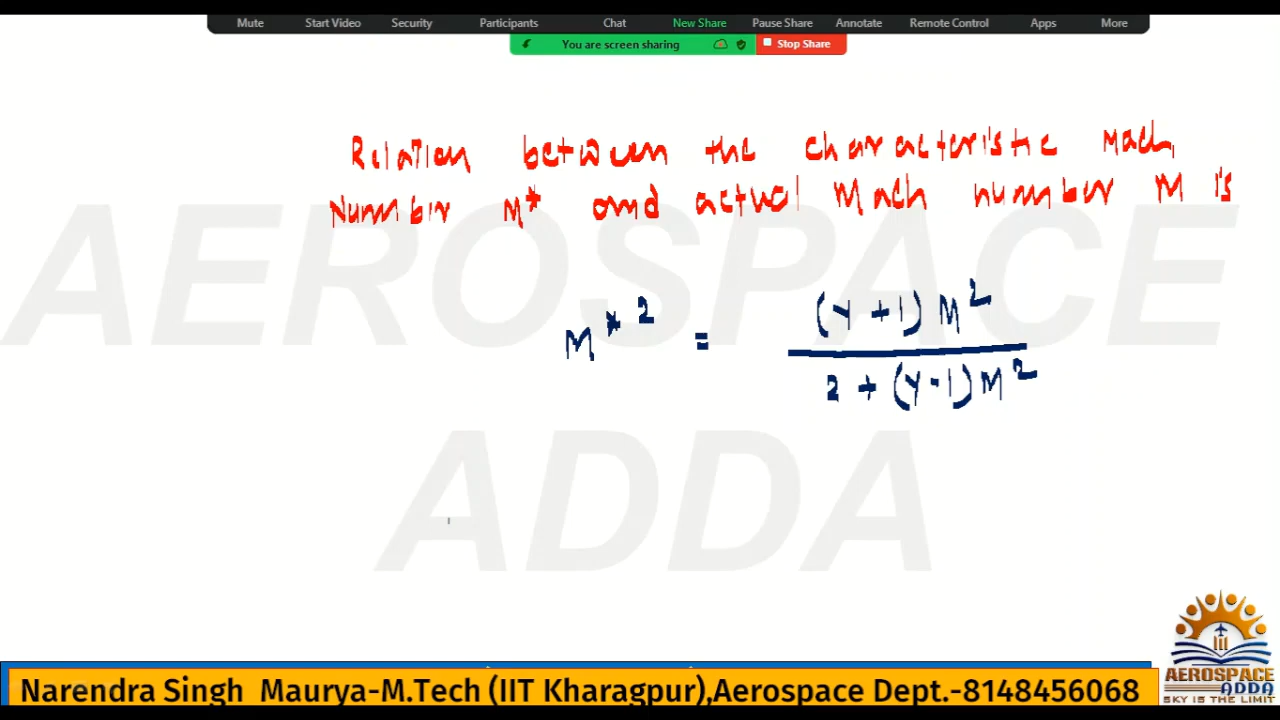 Mute Start Video Security Participants Chat New Share Pause Share Annotate Remote Control Apps More
You are screen sharing Stop Share
Relation between the characteristic Mach
Number M* and actual Mach number M is
M*² = (γ+1)M² / 2+(γ-1)M²
AEROSPACE
ADDA
AEROSPACE
ADDA
SKY IS THE LIMIT
Narendra Singh Maurya-M.Tech (IIT Kharagpur),Aerospace Dept.-8148456068